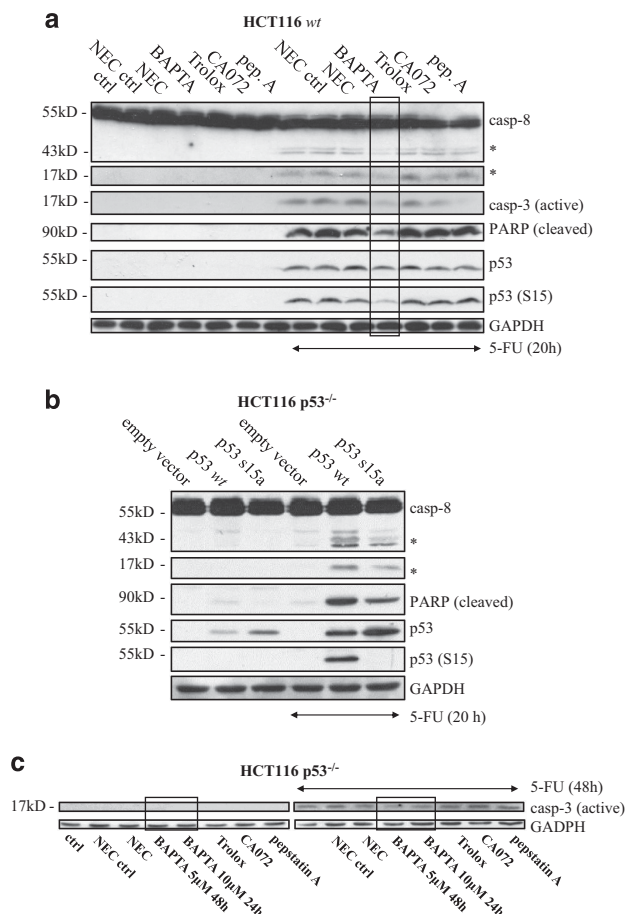 a
HCT116 wt
ctrl NEC ctrl NEC BAPTA Trolox CA072 pep. A NEC ctrl NEC BAPTA Trolox CA072 pep. A
55kD - casp-8
43kD - *
17kD - *
17kD - casp-3 (active)
90kD - PARP (cleaved)
55kD - p53
55kD - p53 (S15)
GAPDH
5-FU (20h)
b
HCT116 p53-/-
empty vector p53 wt p53 s15a empty vector p53 wt p53 s15a
55kD - casp-8
43kD - *
17kD - *
90kD - PARP (cleaved)
55kD - p53
55kD - p53 (S15)
GAPDH
5-FU (20 h)
c
HCT116 p53-/-
5-FU (48h)
17kD - casp-3 (active)
GADPH
ctrl NEC ctrl NEC BAPTA 5µM 48h BAPTA 10µM 24h Trolox CA072 pepstatin A NEC ctrl NEC BAPTA 5µM 48h BAPTA 10µM 24h Trolox CA072 pepstatin A